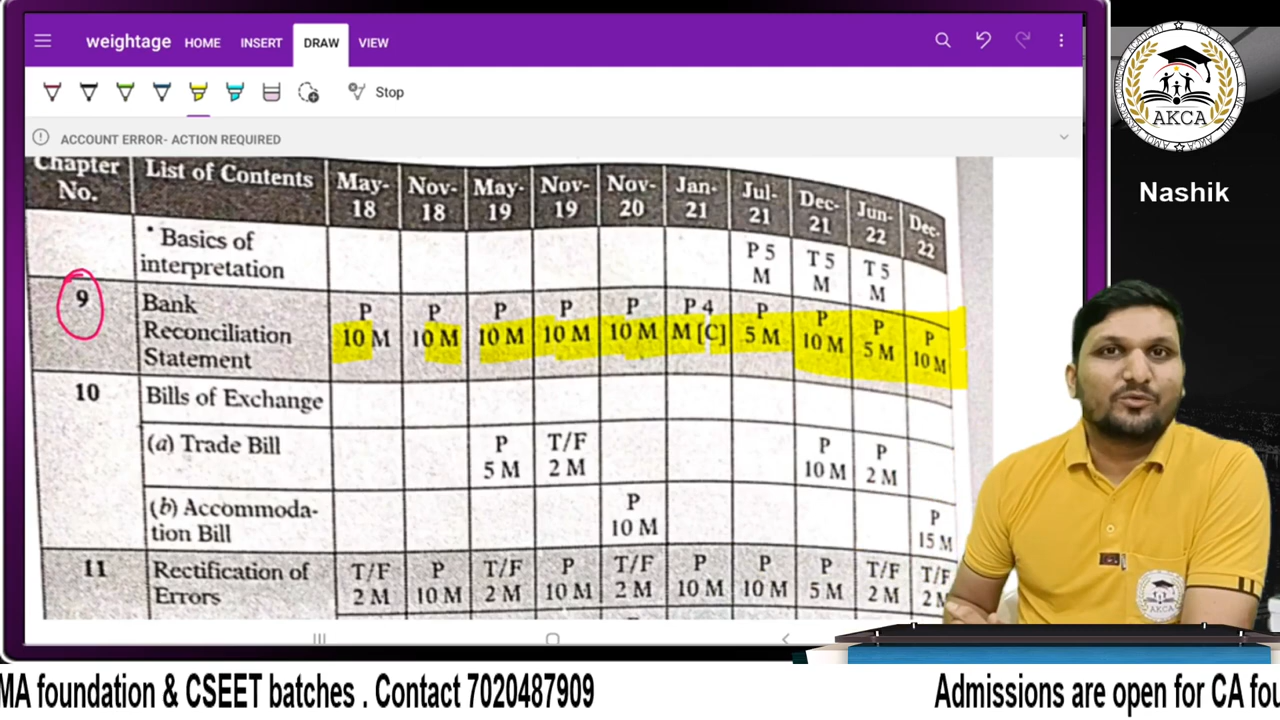 weightage HOME INSERT DRAW VIEW
Stop
ACCOUNT ERROR- ACTION REQUIRED
Chapter No. List of Contents May-18 Nov-18 May-19 Nov-19 Nov-20 Jan-21 Jul-21 Dec-21 Jun-22 Dec-22
• Basics of interpretation P 5 M T 5 M T 5 M
9 Bank Reconciliation Statement P 10 M P 10 M P 10 M P 10 M P 10 M P 4 M [C] P 5 M P 10 M P 5 M P 10 M
10 Bills of Exchange
(a) Trade Bill P 5 M T/F 2 M P 10 M P 2 M
(b) Accommoda-tion Bill P 10 M P 15 M
11 Rectification of Errors T/F 2 M P 10 M T/F 2 M P 10 M T/F 2 M P 10 M P 10 M P 5 M T/F 2 M T/F 2 M
AKCA
Nashik
AKCA
MA foundation & CSEET batches . Contact 7020487909
Admissions are open for CA fou